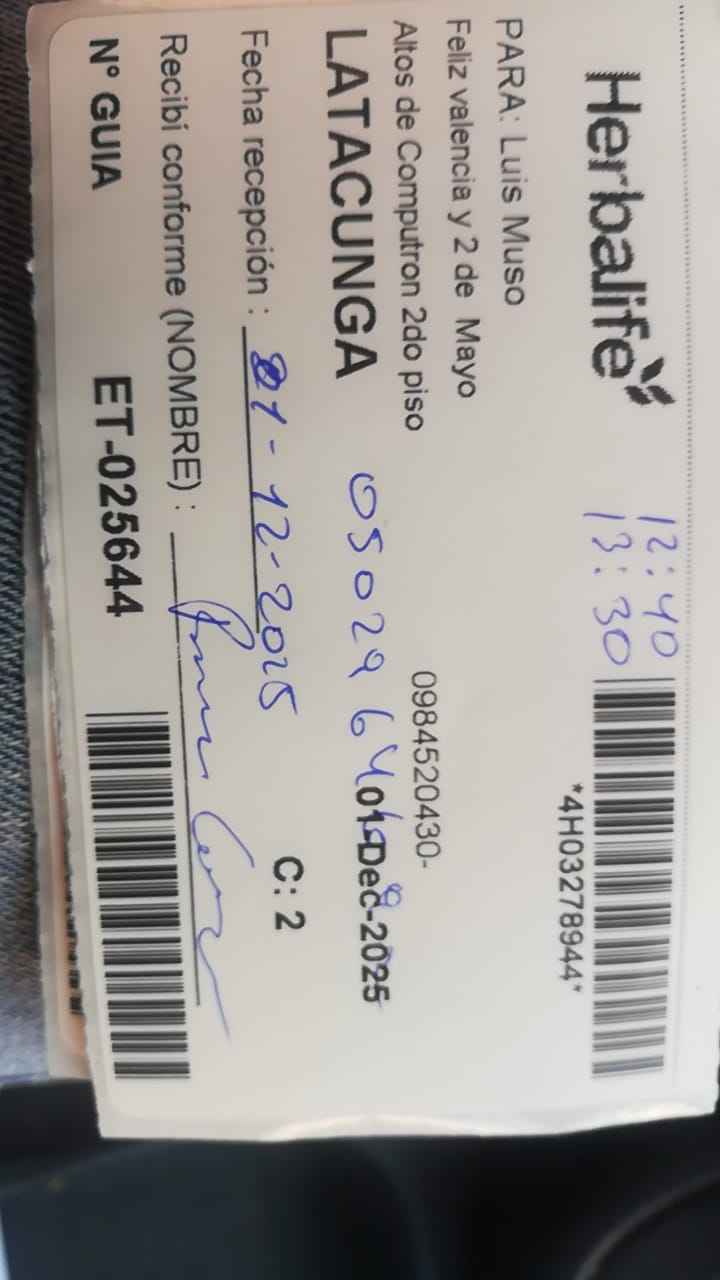 Herbalife
12:40
13:30
*4H03278944*
PARA: Luis Muso
Feliz valencia y 2 de Mayo
Altos de Computron 2do piso
0984520430-
LATACUNGA
01-Dec-2025
Fecha recepción : 01-12-2025
C: 2
Recibí conforme (NOMBRE) :
N° GUIA ET-025644